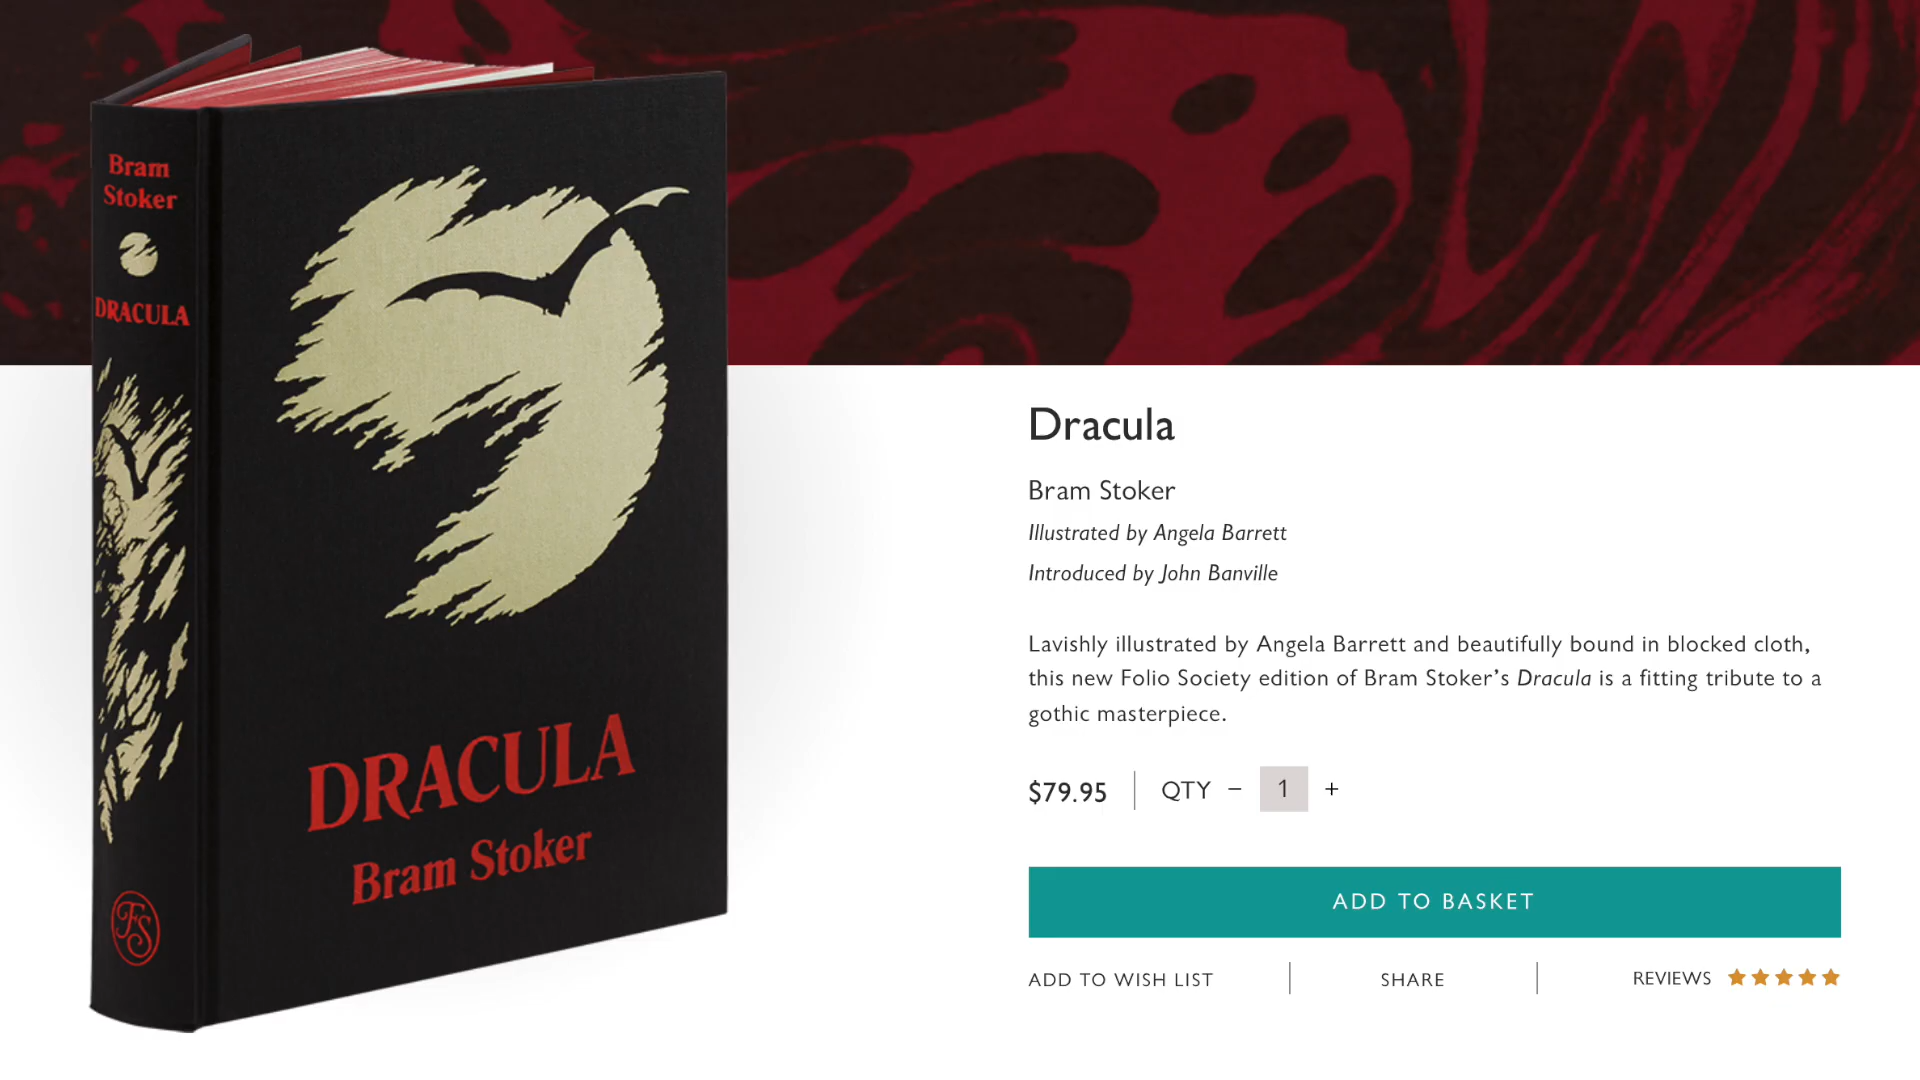 Bram
Stoker
DRACULA
FS
DRACULA
Bram Stoker
Dracula
Bram Stoker
Illustrated by Angela Barrett
Introduced by John Banville
Lavishly illustrated by Angela Barrett and beautifully bound in blocked cloth,
this new Folio Society edition of Bram Stoker’s Dracula is a fitting tribute to a
gothic masterpiece.
$79.95 QTY − 1 +
ADD TO BASKET
ADD TO WISH LIST SHARE REVIEWS